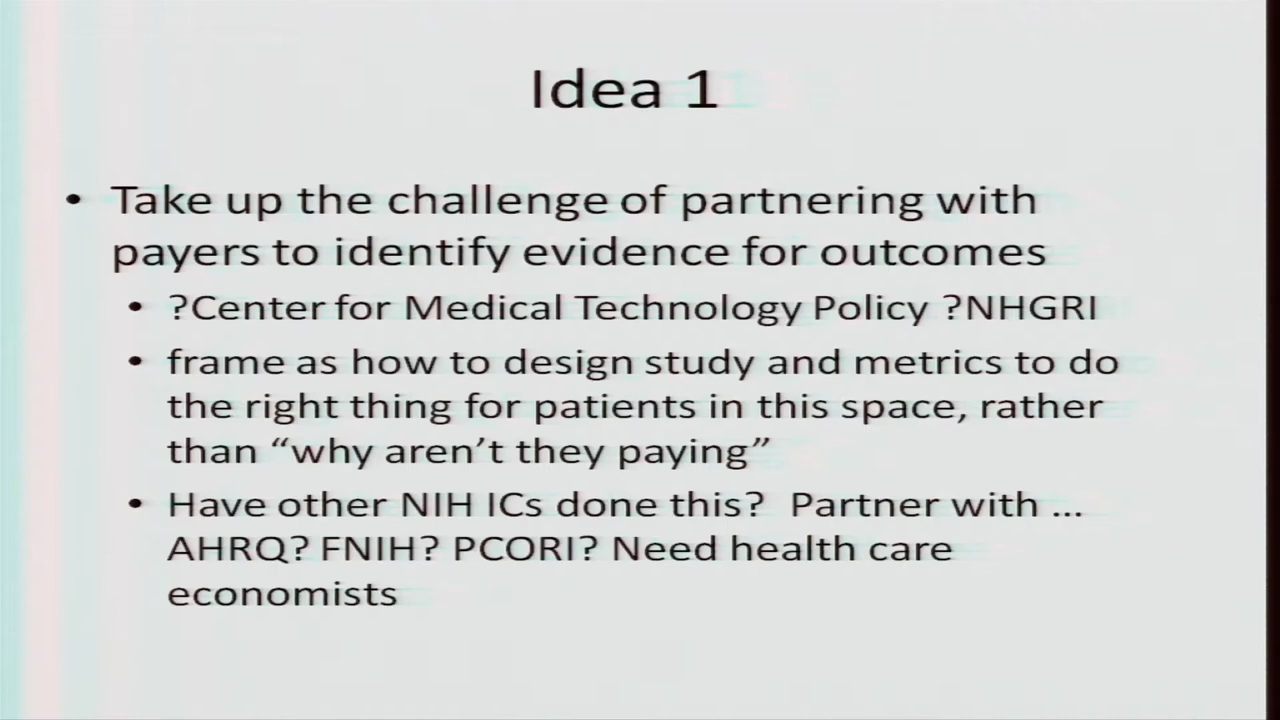 Idea 1
• Take up the challenge of partnering with
payers to identify evidence for outcomes
• ?Center for Medical Technology Policy ?NHGRI
• frame as how to design study and metrics to do
the right thing for patients in this space, rather
than “why aren’t they paying”
• Have other NIH ICs done this?  Partner with ...
AHRQ? FNIH? PCORI? Need health care
economists